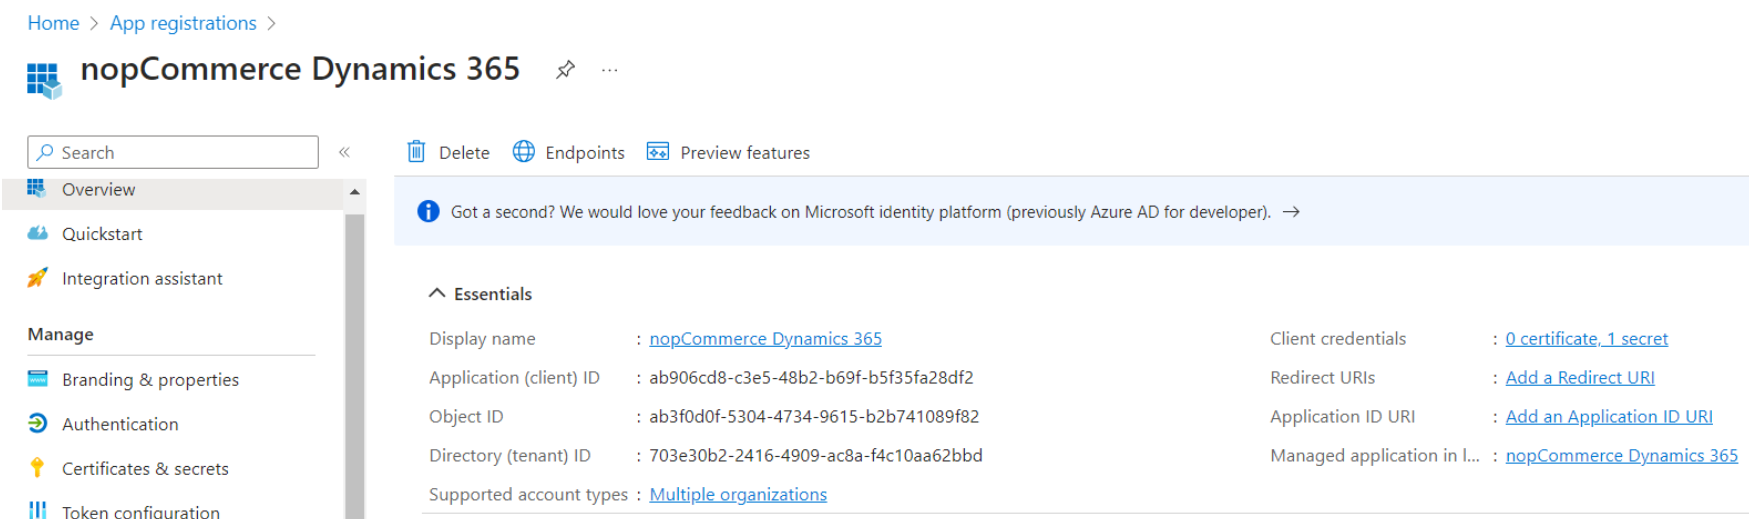 Home > App registrations >
nopCommerce Dynamics 365 ...
Search «
Overview
Quickstart
Integration assistant
Manage
Branding & properties
Authentication
Certificates & secrets
Token configuration
Delete Endpoints Preview features
Got a second? We would love your feedback on Microsoft identity platform (previously Azure AD for developer). →
Essentials
Display name : nopCommerce Dynamics 365
Application (client) ID : ab906cd8-c3e5-48b2-b69f-b5f35fa28df2
Object ID : ab3f0d0f-5304-4734-9615-b2b741089f82
Directory (tenant) ID : 703e30b2-2416-4909-ac8a-f4c10aa62bbd
Supported account types : Multiple organizations
Client credentials : 0 certificate, 1 secret
Redirect URIs : Add a Redirect URI
Application ID URI : Add an Application ID URI
Managed application in l... : nopCommerce Dynamics 365